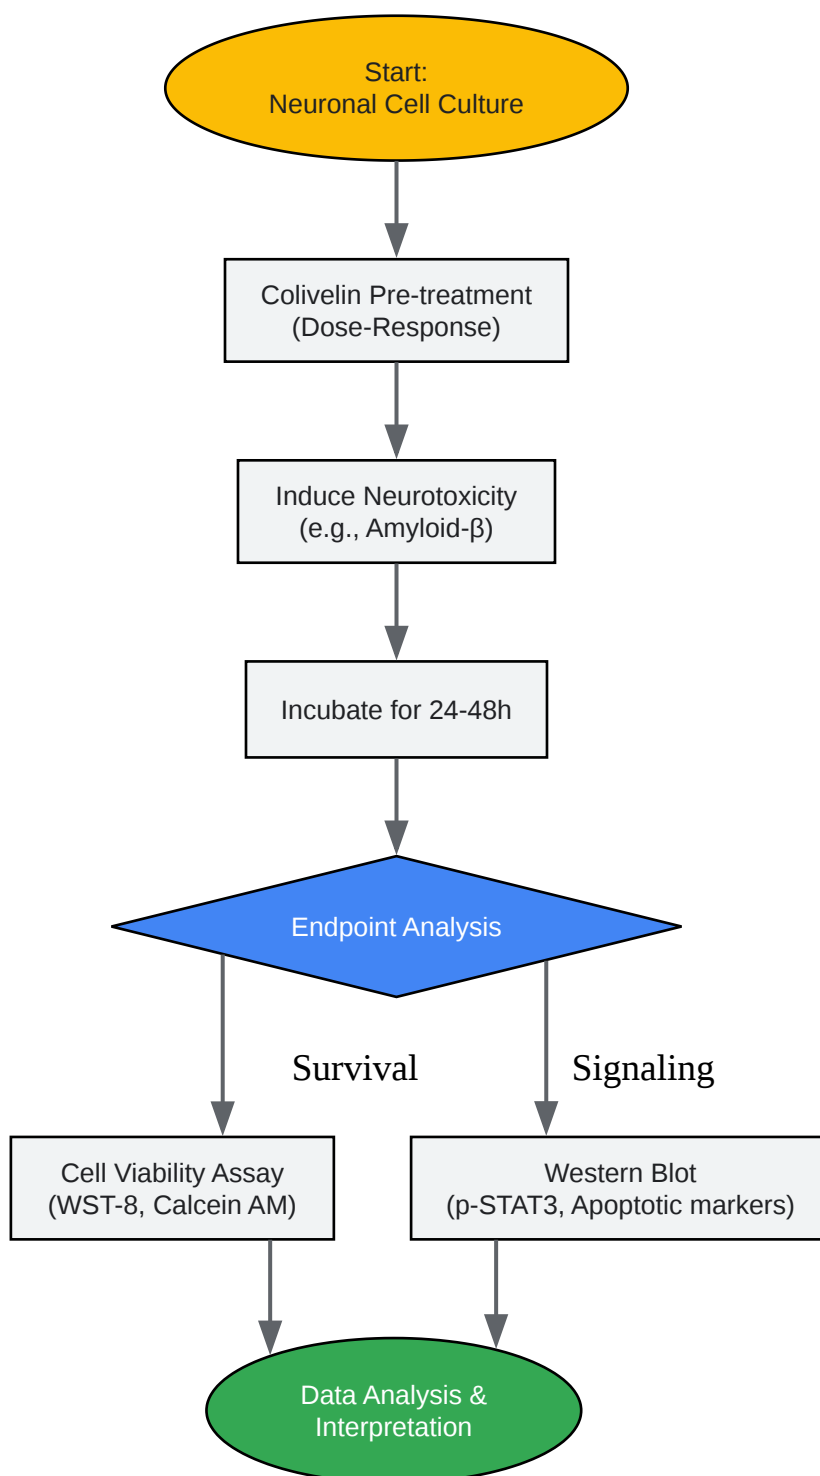 Start:
Neuronal Cell Culture
Colivelin Pre-treatment
(Dose-Response)
Induce Neurotoxicity
(e.g., Amyloid-β)
Incubate for 24-48h
Endpoint Analysis
Survival
Signaling
Cell Viability Assay
(WST-8, Calcein AM)
Western Blot
(p-STAT3, Apoptotic markers)
Data Analysis &
Interpretation